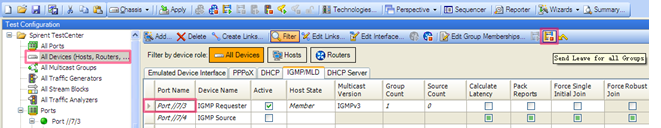 Chassis Apply Technologies... Perspective Sequencer Reporter Wizards Summary...
Test Configuration
Spirent TestCenter
All Ports
All Devices (Hosts, Routers, ...
All Multicast Groups
All Traffic Generators
All Stream Blocks
All Traffic Analyzers
Ports
Port //7/3
Add... Create Links... Filter Edit Links... Edit Interface... Edit Group Memberships...
Send Leave for all Groups
Filter by device role: All Devices Hosts Routers
Emulated Device Interface PPPoX DHCP IGMP/MLD DHCP Server
Port Name Device Name Active Host State Multicast Version Group Count Source Count Calculate Latency Pack Reports Force Single Initial Join Force Robust Join
Port //7/3 IGMP Requester Member IGMPv3 1 0
Port //7/4 IGMP Source